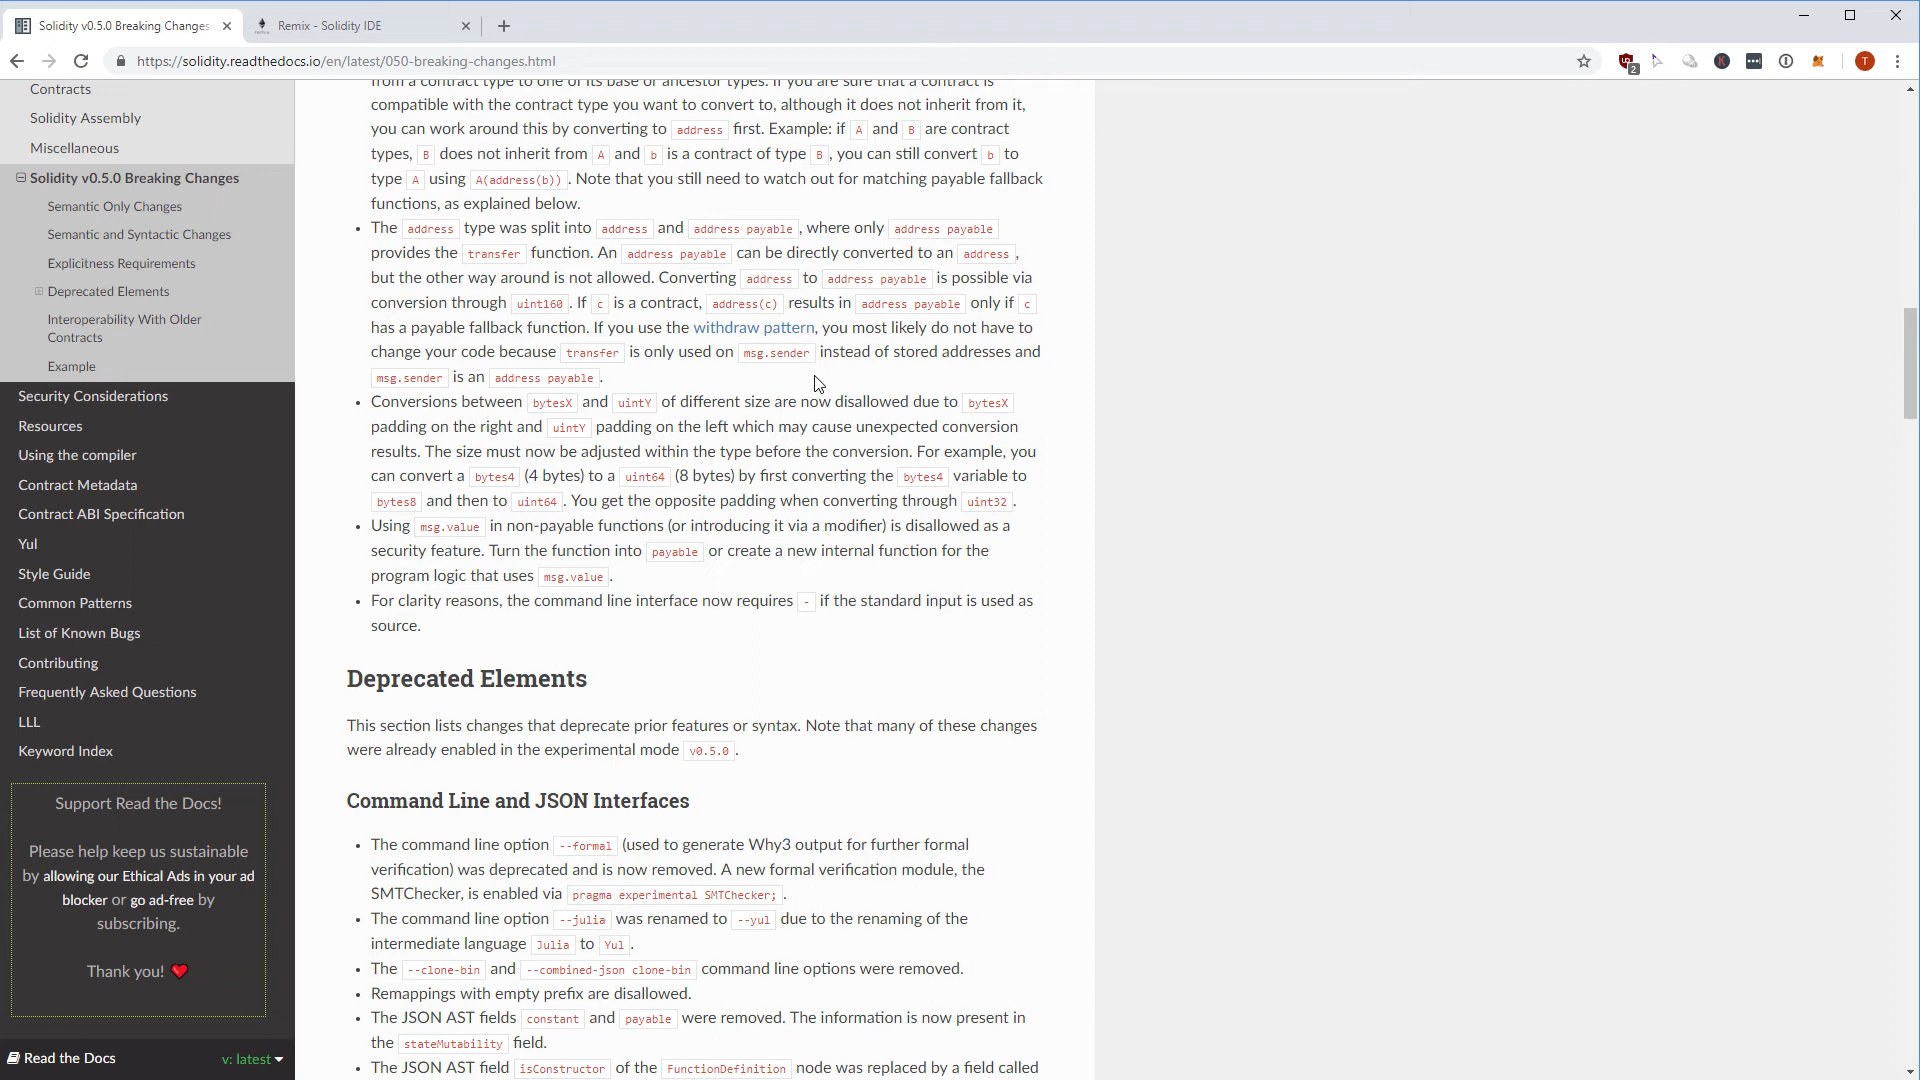 Solidity v0.5.0 Breaking Changes
Remix - Solidity IDE
https://solidity.readthedocs.io/en/latest/050-breaking-changes.html
2
T
Contracts
Solidity Assembly
Miscellaneous
Solidity v0.5.0 Breaking Changes
Semantic Only Changes
Semantic and Syntactic Changes
Explicitness Requirements
Deprecated Elements
Interoperability With Older
Contracts
Example
Security Considerations
Resources
Using the compiler
Contract Metadata
Contract ABI Specification
Yul
Style Guide
Common Patterns
List of Known Bugs
Contributing
Frequently Asked Questions
LLL
Keyword Index
Support Read the Docs!
Please help keep us sustainable
by allowing our Ethical Ads in your ad
blocker or go ad-free by
subscribing.
Thank you! ❤
Read the Docs
v: latest
from a contract type to one of its base or ancestor types. If you are sure that a contract is
compatible with the contract type you want to convert to, although it does not inherit from it,
you can work around this by converting to address first. Example: if A and B are contract
types, B does not inherit from A and b is a contract of type B, you can still convert b to
type A using A(address(b)). Note that you still need to watch out for matching payable fallback
functions, as explained below.
• The address type was split into address and address payable, where only address payable
provides the transfer function. An address payable can be directly converted to an address,
but the other way around is not allowed. Converting address to address payable is possible via
conversion through uint160. If c is a contract, address(c) results in address payable only if c
has a payable fallback function. If you use the withdraw pattern, you most likely do not have to
change your code because transfer is only used on msg.sender instead of stored addresses and
msg.sender is an address payable.
• Conversions between bytesX and uintY of different size are now disallowed due to bytesX
padding on the right and uintY padding on the left which may cause unexpected conversion
results. The size must now be adjusted within the type before the conversion. For example, you
can convert a bytes4 (4 bytes) to a uint64 (8 bytes) by first converting the bytes4 variable to
bytes8 and then to uint64. You get the opposite padding when converting through uint32.
• Using msg.value in non-payable functions (or introducing it via a modifier) is disallowed as a
security feature. Turn the function into payable or create a new internal function for the
program logic that uses msg.value.
• For clarity reasons, the command line interface now requires - if the standard input is used as
source.
Deprecated Elements
This section lists changes that deprecate prior features or syntax. Note that many of these changes
were already enabled in the experimental mode v0.5.0.
Command Line and JSON Interfaces
• The command line option --formal (used to generate Why3 output for further formal
verification) was deprecated and is now removed. A new formal verification module, the
SMTChecker, is enabled via pragma experimental SMTChecker;.
• The command line option --julia was renamed to --yul due to the renaming of the
intermediate language Julia to Yul.
• The --clone-bin and --combined-json clone-bin command line options were removed.
• Remappings with empty prefix are disallowed.
• The JSON AST fields constant and payable were removed. The information is now present in
the stateMutability field.
• The JSON AST field isConstructor of the FunctionDefinition node was replaced by a field called